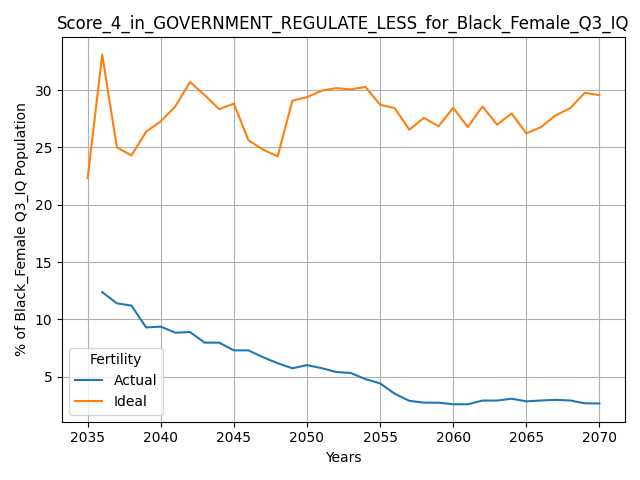 Score_4_in_GOVERNMENT_REGULATE_LESS_for_Black_Female_Q3_IQ
% of Black_Female Q3_IQ Population
30
25
20
15
10
5
Fertility
Actual
Ideal
2035 2040 2045 2050 2055 2060 2065 2070
Years